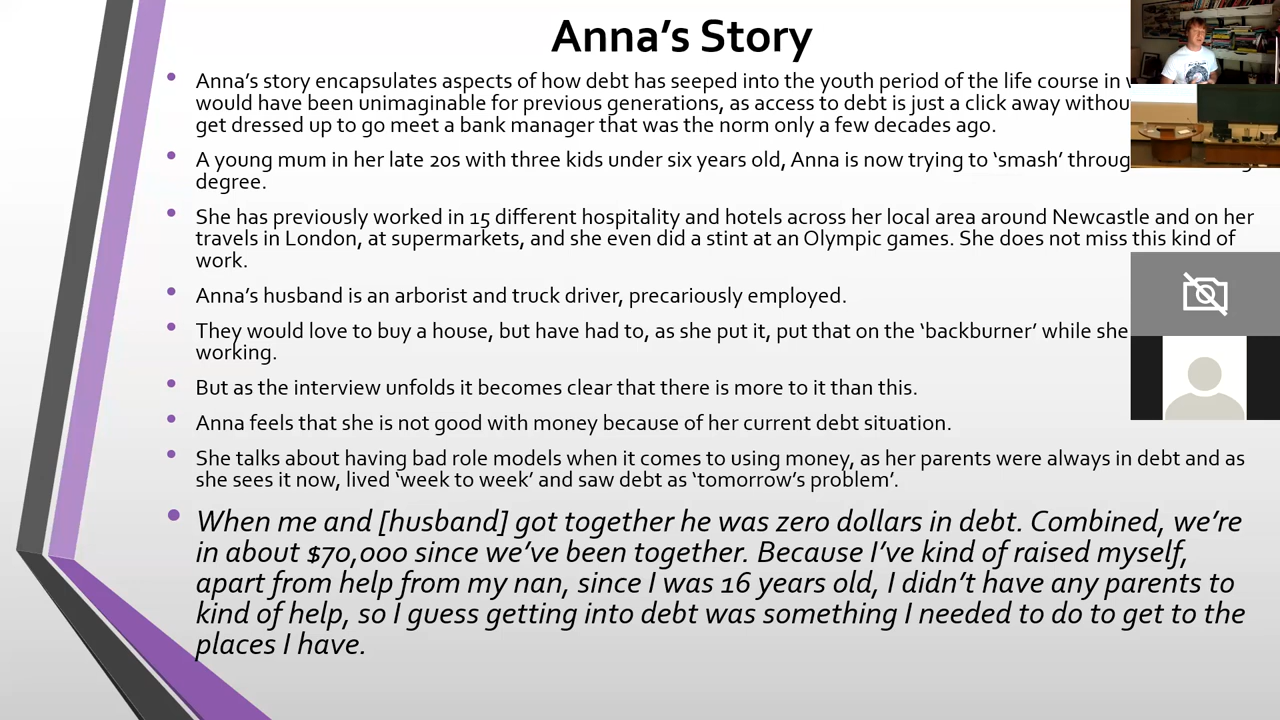 Anna’s Story
Anna’s story encapsulates aspects of how debt has seeped into the youth period of the life course in
would have been unimaginable for previous generations, as access to debt is just a click away
get dressed up to go meet a bank manager that was the norm only a few decades ago.
A young mum in her late 20s with three kids under six years old, Anna is now trying to ‘smash’
degree.
She has previously worked in 15 different hospitality and hotels across her local area around Newcastle and on her
travels in London, at supermarkets, and she even did a stint at an Olympic games. She does not miss this kind of
work.
Anna’s husband is an arborist and truck driver, precariously employed.
They would love to buy a house, but have had to, as she put it, put that on the ‘backburner’ while she
working.
But as the interview unfolds it becomes clear that there is more to it than this.
Anna feels that she is not good with money because of her current debt situation.
She talks about having bad role models when it comes to using money, as her parents were always in debt and as
she sees it now, lived ‘week to week’ and saw debt as ‘tomorrow’s problem’.
When me and [husband] got together he was zero dollars in debt. Combined, we’re
in about $70,000 since we’ve been together. Because I’ve kind of raised myself,
apart from help from my nan, since I was 16 years old, I didn’t have any parents to
kind of help, so I guess getting into debt was something I needed to do to get to the
places I have.